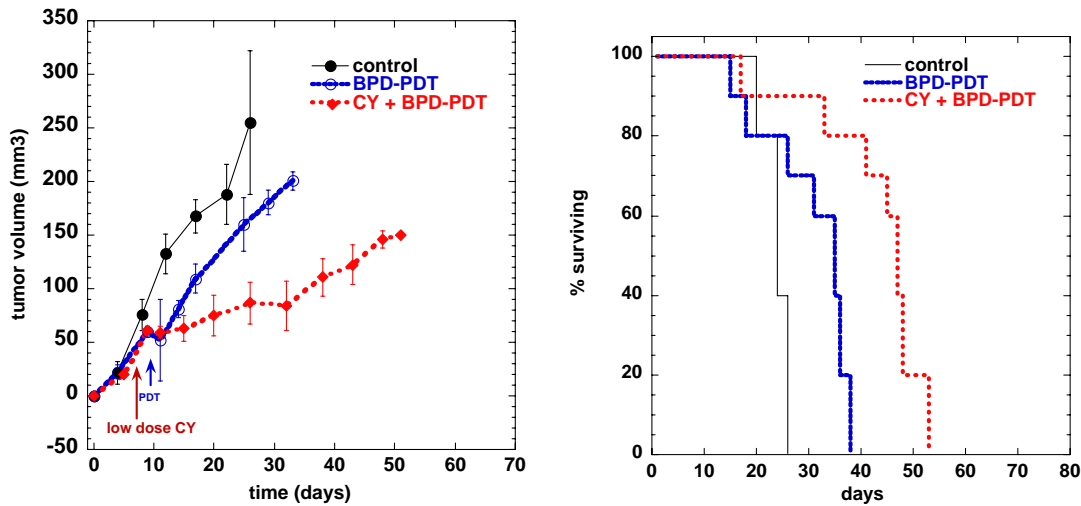 350
300
250
200
150
100
50
0
-50
tumor volume (mm3)
control
BPD-PDT
CY + BPD-PDT
PDT
low dose CY
0 10 20 30 40 50 60 70
time (days)
100
80
60
40
20
0
% surviving
control
BPD-PDT
CY + BPD-PDT
0 10 20 30 40 50 60 70 80
days